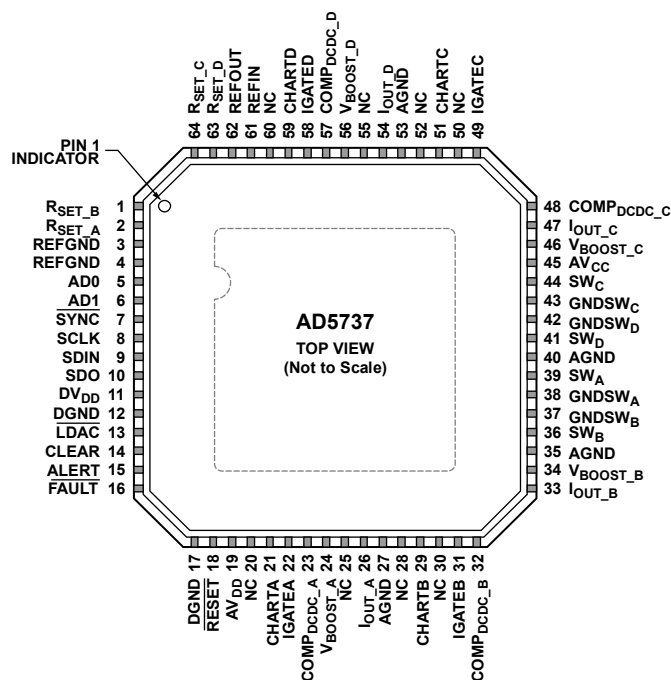 64 R_SET_C
63 R_SET_D
62 REFOUT
61 REFIN
60 NC
59 CHARTD
58 IGATED
57 COMP_DCDC_D
56 V_BOOST_D
55 NC
54 I_OUT_D
53 AGND
52 NC
51 CHARTC
50 NC
49 IGATEC
PIN 1
INDICATOR
R_SET_B 1
R_SET_A 2
REFGND 3
REFGND 4
AD0 5
AD1 6
SYNC 7
SCLK 8
SDIN 9
SDO 10
DV_DD 11
DGND 12
LDAC 13
CLEAR 14
ALERT 15
FAULT 16
AD5737
TOP VIEW
(Not to Scale)
48 COMP_DCDC_C
47 I_OUT_C
46 V_BOOST_C
45 AV_CC
44 SW_C
43 GNDSW_C
42 GNDSW_D
41 SW_D
40 AGND
39 SW_A
38 GNDSW_A
37 GNDSW_B
36 SW_B
35 AGND
34 V_BOOST_B
33 I_OUT_B
DGND 17
RESET 18
AV_DD 19
NC 20
CHARTA 21
IGATEA 22
COMP_DCDC_A 23
V_BOOST_A 24
NC 25
I_OUT_A 26
AGND 27
NC 28
CHARTB 29
NC 30
IGATEB 31
COMP_DCDC_B 32